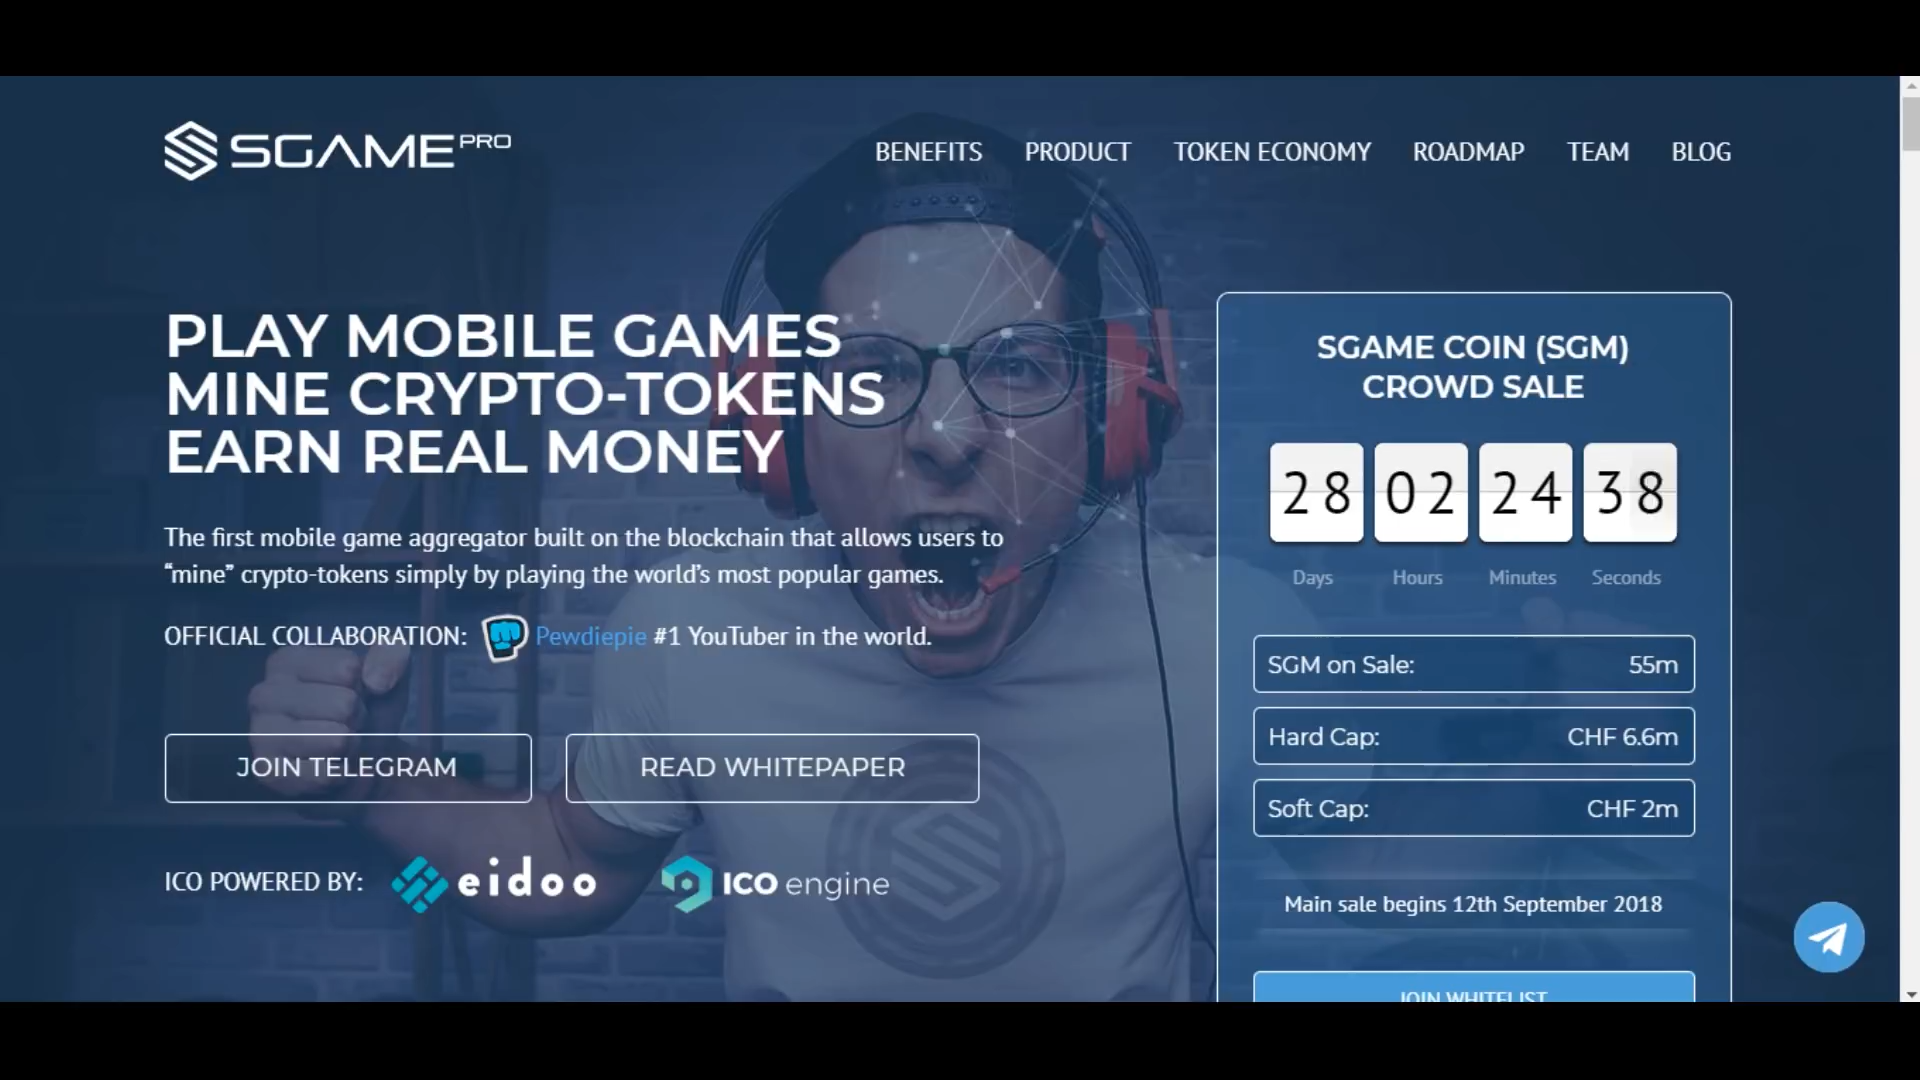 SGAME PRO
BENEFITS PRODUCT TOKEN ECONOMY ROADMAP TEAM BLOG
PLAY MOBILE GAMES
MINE CRYPTO-TOKENS
EARN REAL MONEY
The first mobile game aggregator built on the blockchain that allows users to
“mine” crypto-tokens simply by playing the world’s most popular games.
OFFICIAL COLLABORATION: Pewdiepie #1 YouTuber in the world.
JOIN TELEGRAM
READ WHITEPAPER
ICO POWERED BY: eidoo ICO engine
SGAME COIN (SGM)
CROWD SALE
28 02 24 38
Days Hours Minutes Seconds
SGM on Sale: 55m
Hard Cap: CHF 6.6m
Soft Cap: CHF 2m
Main sale begins 12th September 2018
JOIN WHITELIST